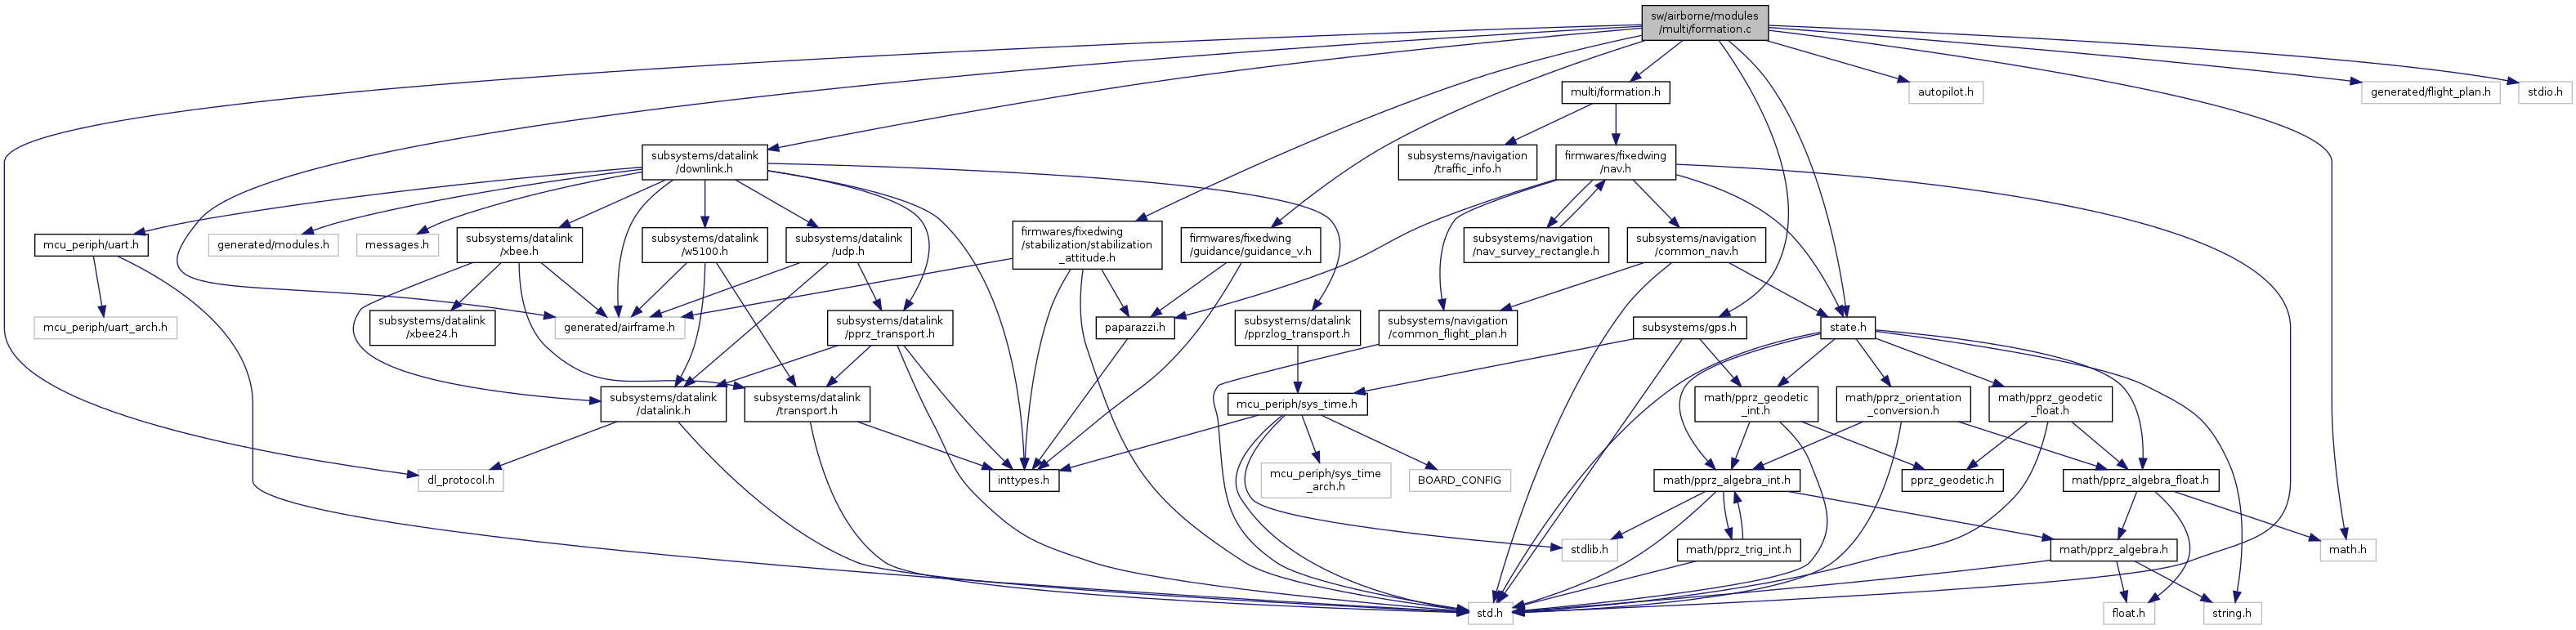 sw/airborne/modules
/multi/formation.c
multi/formation.h
autopilot.h
generated/flight_plan.h
stdio.h
subsystems/datalink
/downlink.h
subsystems/navigation
/traffic_info.h
firmwares/fixedwing
/nav.h
mcu_periph/uart.h
generated/modules.h
messages.h
subsystems/datalink
/xbee.h
subsystems/datalink
/w5100.h
subsystems/datalink
/udp.h
firmwares/fixedwing
/stabilization/stabilization
_attitude.h
firmwares/fixedwing
/guidance/guidance_v.h
subsystems/navigation
/nav_survey_rectangle.h
subsystems/navigation
/common_nav.h
mcu_periph/uart_arch.h
subsystems/datalink
/xbee24.h
generated/airframe.h
subsystems/datalink
/pprz_transport.h
paparazzi.h
subsystems/datalink
/pprzlog_transport.h
subsystems/navigation
/common_flight_plan.h
subsystems/gps.h
state.h
subsystems/datalink
/datalink.h
subsystems/datalink
/transport.h
mcu_periph/sys_time.h
math/pprz_geodetic
_int.h
math/pprz_orientation
_conversion.h
math/pprz_geodetic
_float.h
dl_protocol.h
inttypes.h
mcu_periph/sys_time
_arch.h
BOARD_CONFIG
math/pprz_algebra_int.h
pprz_geodetic.h
math/pprz_algebra_float.h
stdlib.h
math/pprz_trig_int.h
math/pprz_algebra.h
math.h
std.h
float.h
string.h